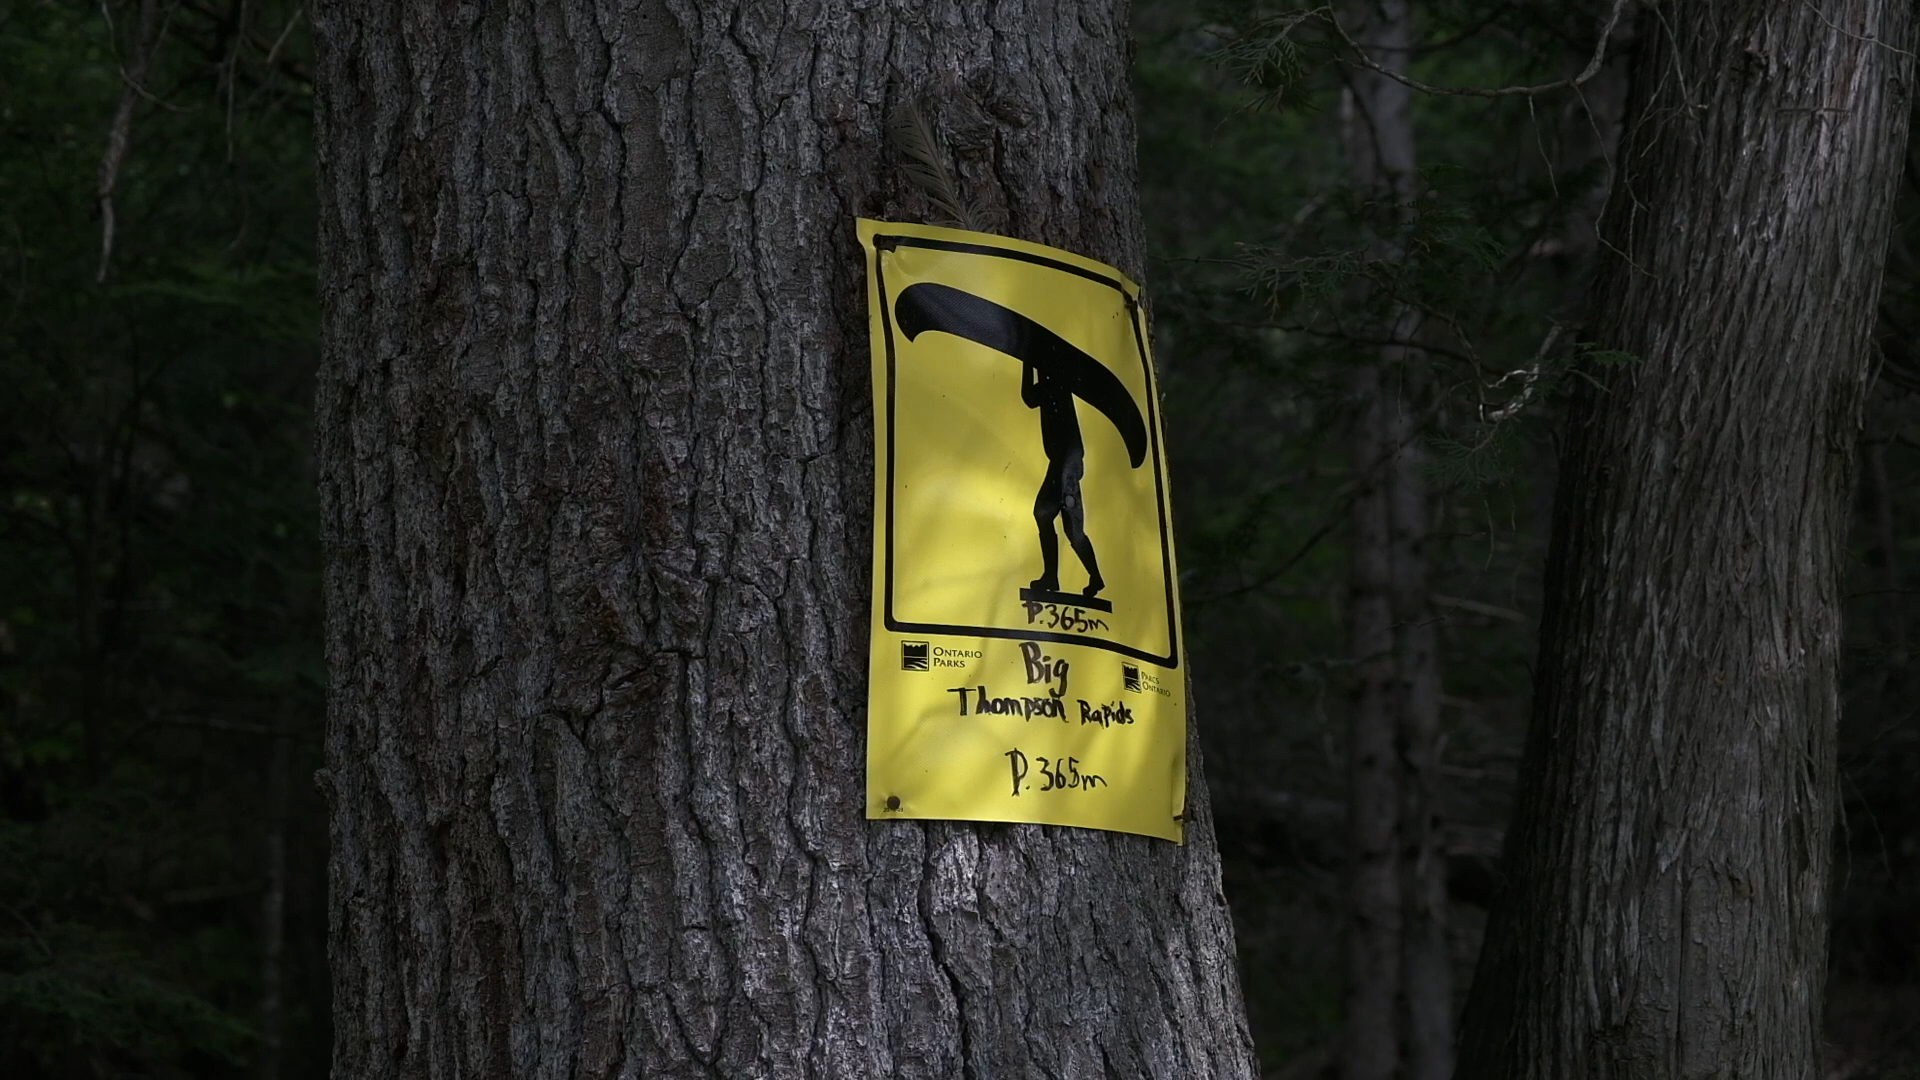 P.365m
ONTARIO
PARKS
Big
PARCS
ONTARIO
Thompson Rapids
P.365m